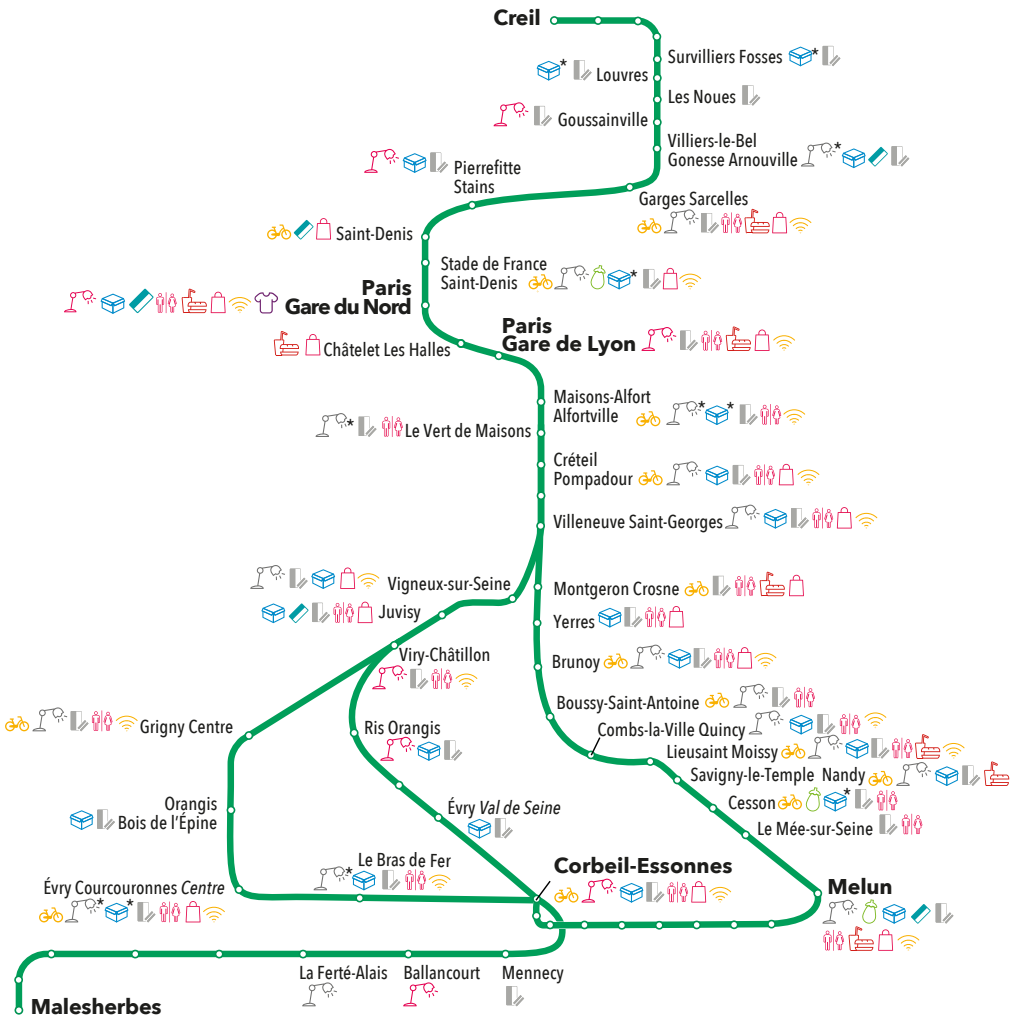 Creil
Survilliers Fosses *
* Louvres
Les Noues
Goussainville
Villiers-le-Bel
Gonesse Arnouville *
Pierrefitte
Stains
Garges Sarcelles
Saint-Denis
Stade de France
Saint-Denis *
Paris
Gare du Nord
Paris
Gare de Lyon
Châtelet Les Halles
Maisons-Alfort
Alfortville * *
* Le Vert de Maisons
Créteil
Pompadour
Villeneuve Saint-Georges
Vigneux-sur-Seine
Montgeron Crosne
Juvisy
Yerres
Viry-Châtillon
Brunoy
Boussy-Saint-Antoine
Grigny Centre
Ris Orangis
Combs-la-Ville Quincy
Lieusaint Moissy
Savigny-le-Temple Nandy
Cesson *
Orangis
Bois de l'Épine
Évry Val de Seine
Le Mée-sur-Seine
Le Bras de Fer
*
Corbeil-Essonnes
Évry Courcouronnes Centre
* *
Melun
La Ferté-Alais
Ballancourt
Mennecy
Malesherbes